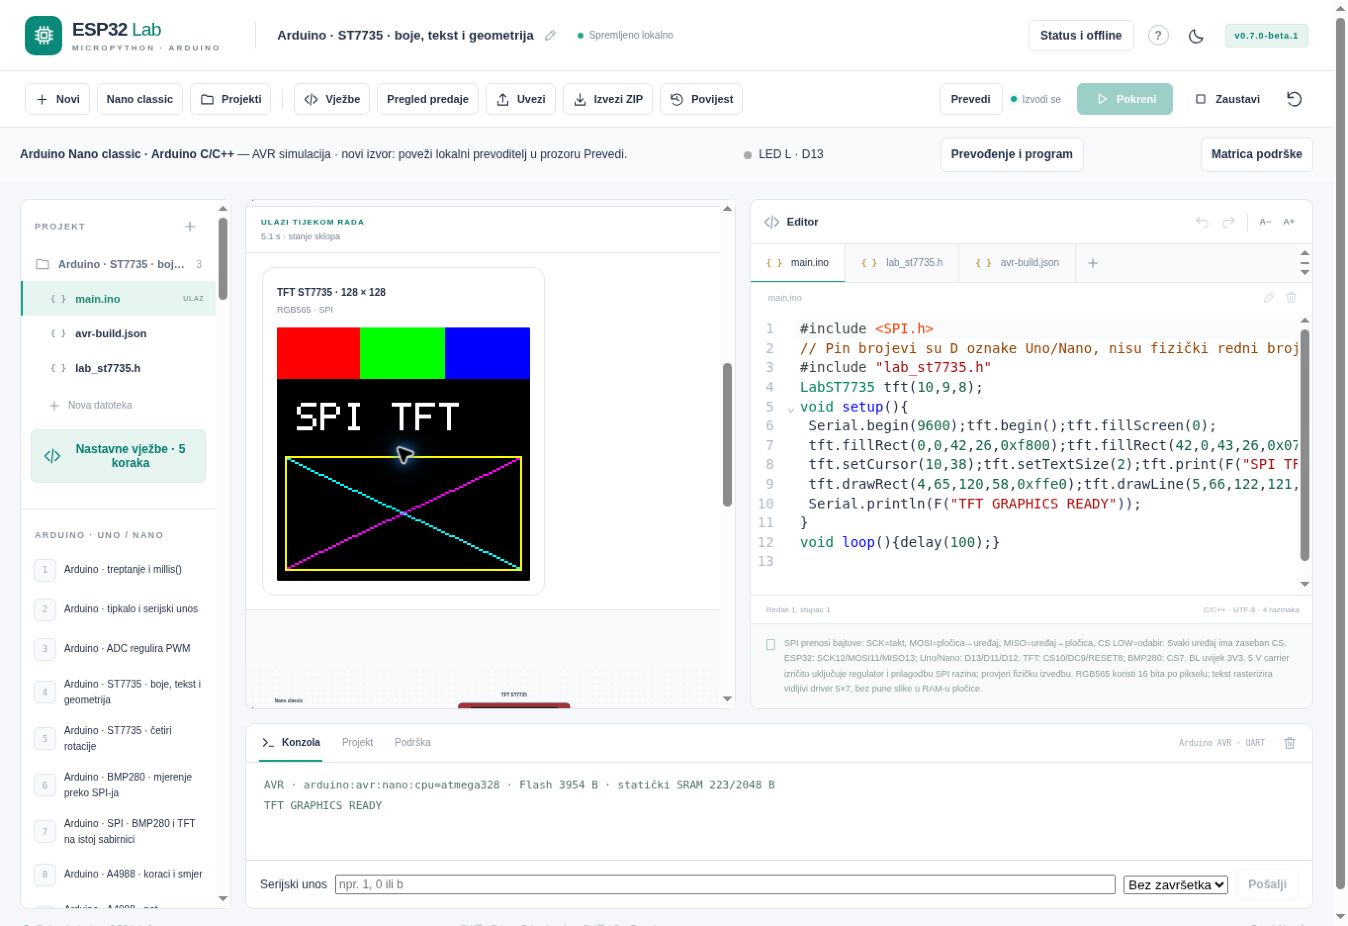 ESP32 Lab
MICROPYTHON · ARDUINO
Arduino · ST7735 - boje, tekst i geometrija
Spremljeno lokalno
Status i offline
?
v0.7.0-beta.1
Novi
Nano classic
Projekti
Vježbe
Pregled predaje
Uvezi
Izvezi ZIP
Povijest
Prevedi
Izvodi se
Pokreni
Zaustavi
Arduino Nano classic · Arduino C/C++ — AVR simulacija · novi izvor: poveži lokalni prevoditelj u prozoru Prevedi.
LED L · D13
Prevođenje i program
Matrica podrške
PROJEKT
Arduino · ST7735 · boj… 3
{ } main.ino ULAZ
{ } avr-build.json
{ } lab_st7735.h
Nova datoteka
Nastavne vježbe · 5
koraka
ARDUINO · UNO / NANO
1 Arduino · treptanje i millis()
2 Arduino · tipkalo i serijski unos
3 Arduino · ADC regulira PWM
4 Arduino · ST7735 · boje, tekst i
geometrija
5 Arduino · ST7735 · četiri
rotacije
6 Arduino · BMP280 · mjerenje
preko SPI-ja
7 Arduino · SPI · BMP280 i TFT
na istoj sabirnici
8 Arduino · A4988 · koraci i smjer
ULAZI TIJEKOM RADA
5.1 s · stanje sklopa
TFT ST7735 · 128 × 128
RGB565 · SPI
SPI TFT
TFT ST7735
Nano classic
Editor
A−
A+
{ } main.ino
{ } lab_st7735.h
{ } avr-build.json
main.ino
1 #include <SPI.h>
2 // Pin brojevi su D oznake Uno/Nano, nisu fizički redni broj
3 #include "lab_st7735.h"
4 LabST7735 tft(10,9,8);
5 void setup(){
6 Serial.begin(9600);tft.begin();tft.fillScreen(0);
7 tft.fillRect(0,0,42,26,0xf800);tft.fillRect(42,0,43,26,0x07
8 tft.setCursor(10,38);tft.setTextSize(2);tft.print(F("SPI TF
9 tft.drawRect(4,65,120,58,0xffe0);tft.drawLine(5,66,122,121,
10 Serial.println(F("TFT GRAPHICS READY"));
11 }
12 void loop(){delay(100);}
13
Redak 1, stupac 1
C/C++ · UTF-8 · 4 razmaka
SPI prenosi bajtove: SCK=takt, MOSI=pločica→uređaj, MISO=uređaj→pločica, CS LOW=odabir. Svaki uređaj ima zaseban CS.
ESP32: SCK12/MOSI11/MISO13; Uno/Nano: D13/D11/D12. TFT: CS10/DC9/RESET8; BMP280: CS7. BL uvijek 3V3. 5 V carrier
izričito uključuje regulator i prilagodbu SPI razina; provjeri fizičku izvedbu. RGB565 koristi 16 bita po pikselu; tekst rasterizira
vidljivi driver 5×7, bez pune slike u RAM-u pločice.
Konzola
Projekt
Podrška
Arduino AVR · UART
AVR · arduino:avr:nano:cpu=atmega328 · Flash 3954 B · statički SRAM 223/2048 B
TFT GRAPHICS READY
Serijski unos
npr. 1, 0 ili b
Bez završetka
Pošalji